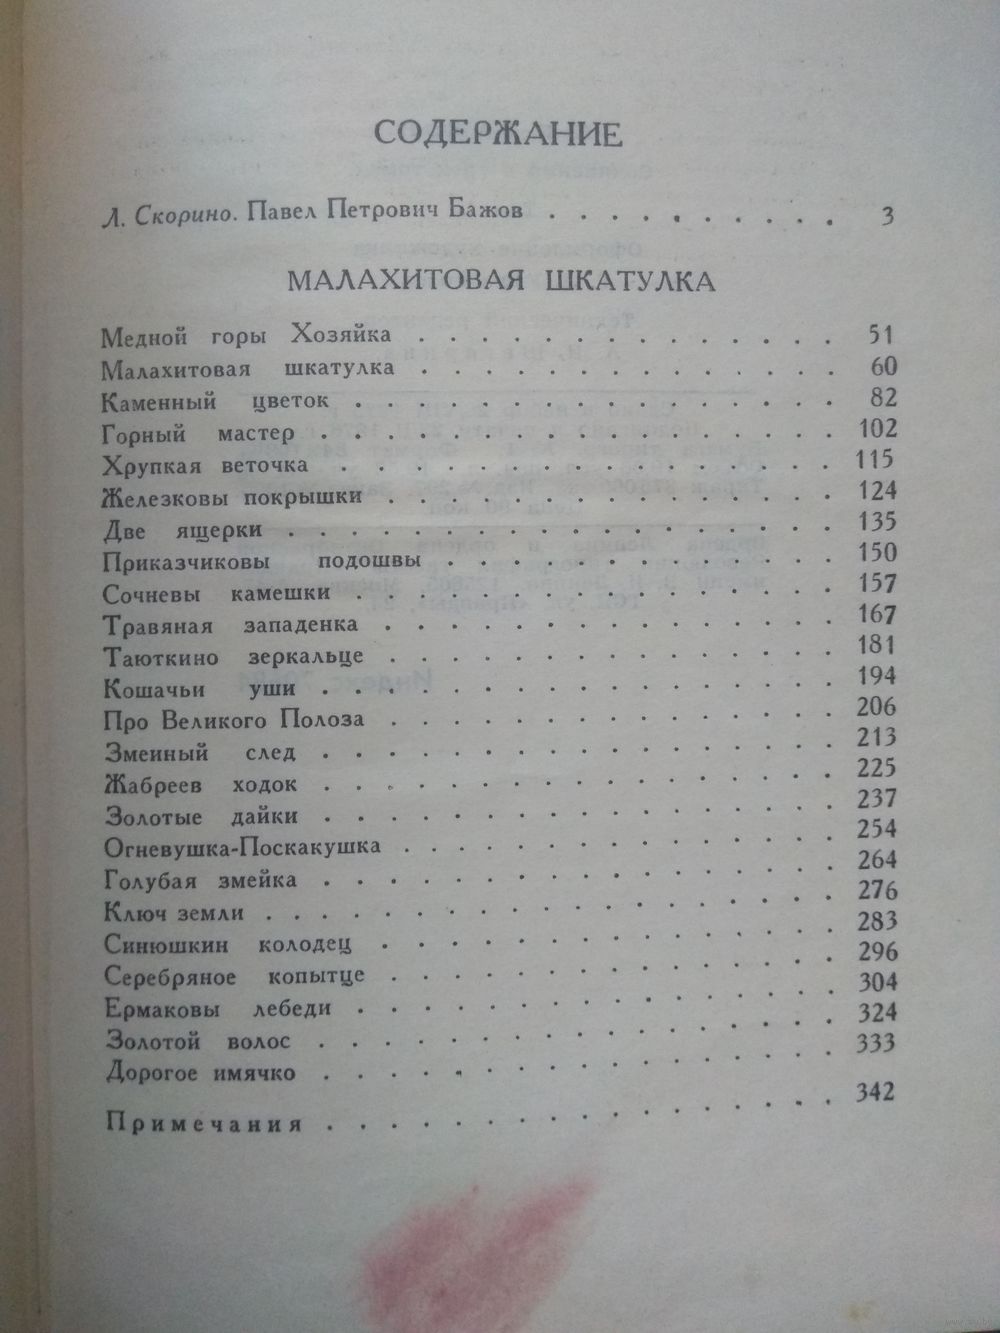 СОДЕРЖАНИЕ
Л. Скорино. Павел Петрович Бажов . . . . . . . . . . 3
МАЛАХИТОВАЯ ШКАТУЛКА
Медной горы Хозяйка . . . . . . . . . . . . . . 51
Малахитовая шкатулка . . . . . . . . . . . . . . 60
Каменный цветок . . . . . . . . . . . . . . . . 82
Горный мастер . . . . . . . . . . . . . . . . . 102
Хрупкая веточка . . . . . . . . . . . . . . . . 115
Железковы покрышки . . . . . . . . . . . . . . 124
Две ящерки . . . . . . . . . . . . . . . . . . 135
Приказчиковы подошвы . . . . . . . . . . . . . 150
Сочневы камешки . . . . . . . . . . . . . . . 157
Травяная западенка . . . . . . . . . . . . . . 167
Таюткино зеркальце . . . . . . . . . . . . . . 181
Кошачьи уши . . . . . . . . . . . . . . . . . 194
Про Великого Полоза . . . . . . . . . . . . . . 206
Змеиный след . . . . . . . . . . . . . . . . . 213
Жабреев ходок . . . . . . . . . . . . . . . . 225
Золотые дайки . . . . . . . . . . . . . . . . 237
Огневушка-Поскакушка . . . . . . . . . . . . . 254
Голубая змейка . . . . . . . . . . . . . . . . 264
Ключ земли . . . . . . . . . . . . . . . . . . 276
Синюшкин колодец . . . . . . . . . . . . . . . 283
Серебряное копытце . . . . . . . . . . . . . . 296
Ермаковы лебеди . . . . . . . . . . . . . . . 304
Золотой волос . . . . . . . . . . . . . . . . 324
Дорогое имячко . . . . . . . . . . . . . . . . 333
Примечания . . . . . . . . . . . . . . . . . . 342